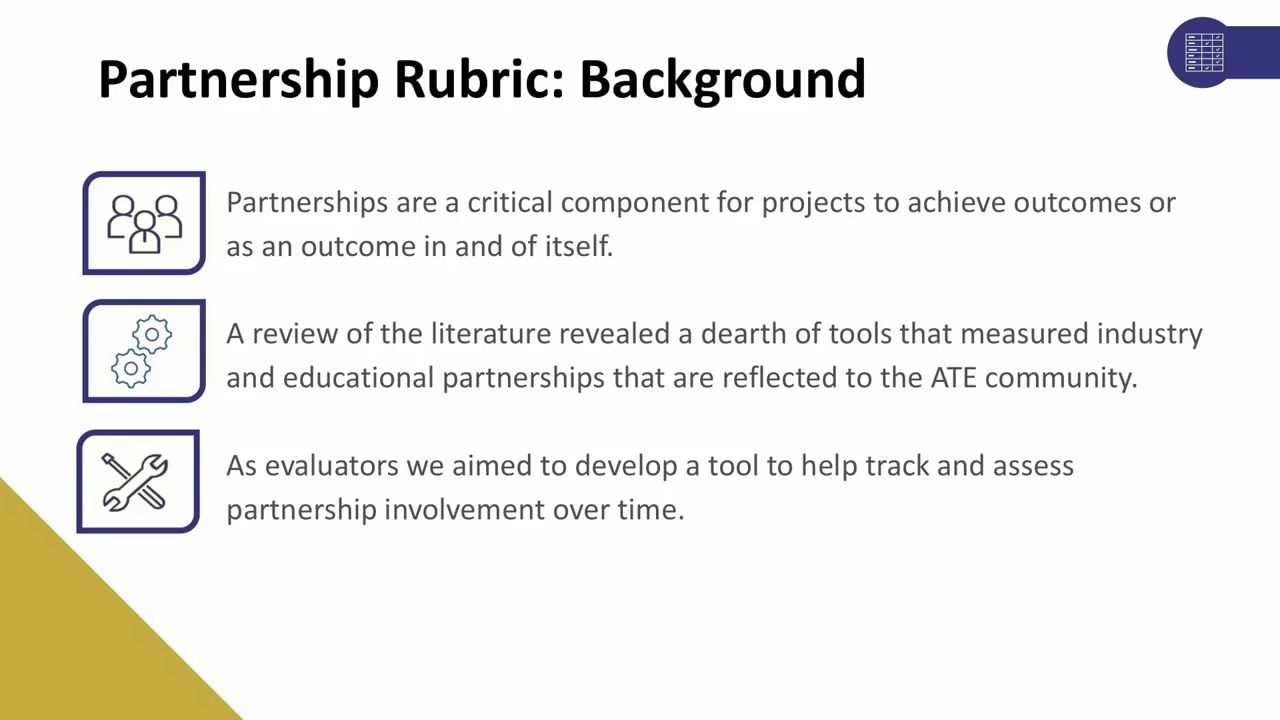 Partnership Rubric: Background
Partnerships are a critical component for projects to achieve outcomes or
as an outcome in and of itself.
A review of the literature revealed a dearth of tools that measured industry
and educational partnerships that are reflected to the ATE community.
As evaluators we aimed to develop a tool to help track and assess
partnership involvement over time.